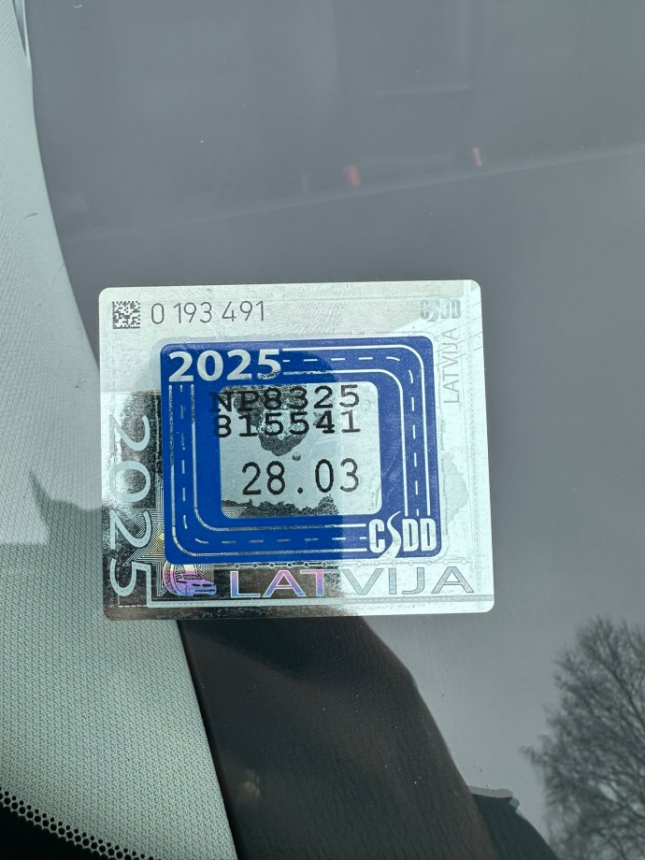 0 193 491
CSDD
LATVIJA
2025
NP8325
815541
28.03
CSDD
2025
LATVIJA